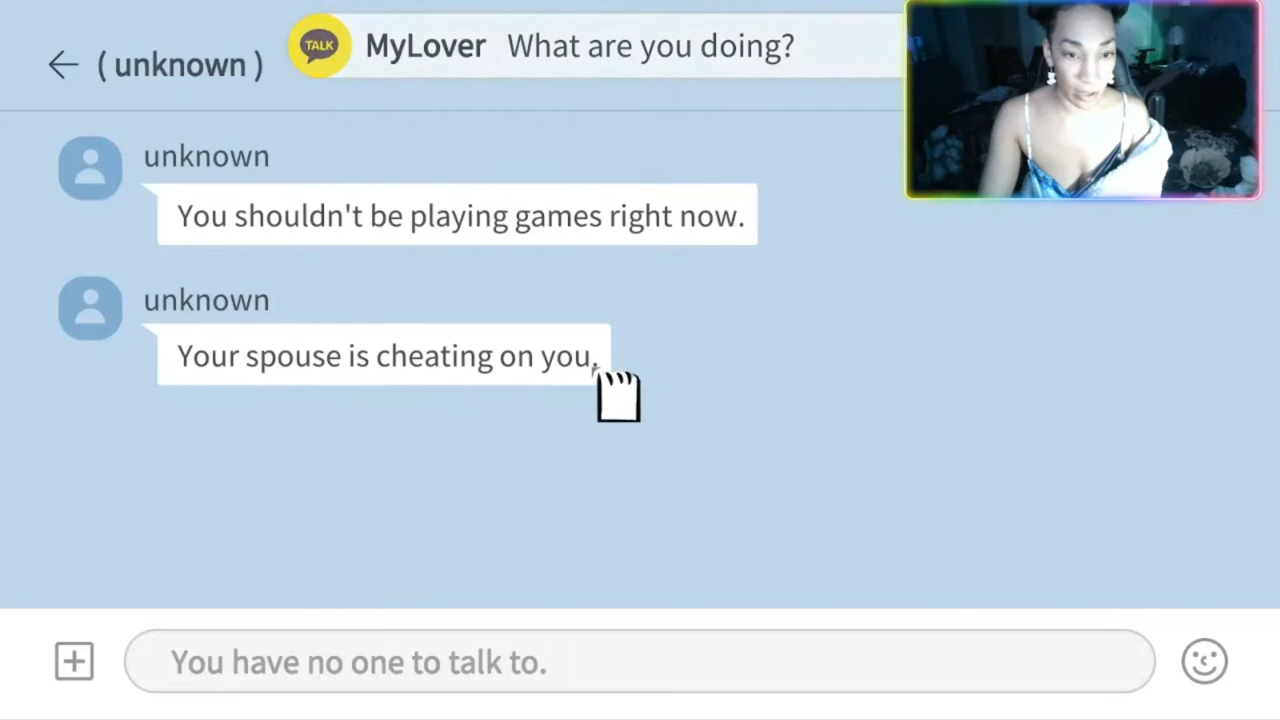 ( unknown )
TALK
MyLover What are you doing?
unknown
You shouldn't be playing games right now.
unknown
Your spouse is cheating on you.
You have no one to talk to.